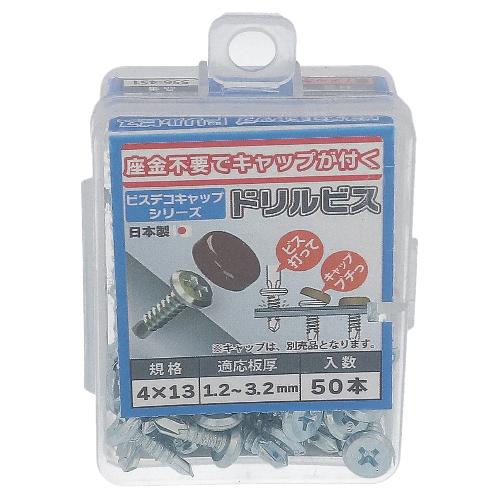 座金不要でキャップが付く
ビスデコキャップ
シリーズ
ドリルビス
日本製
ビス
打って
キャップ
プチっ
※キャップは、別売品となります。
規格
適応板厚
入数
4×13
1.2～3.2mm
50本